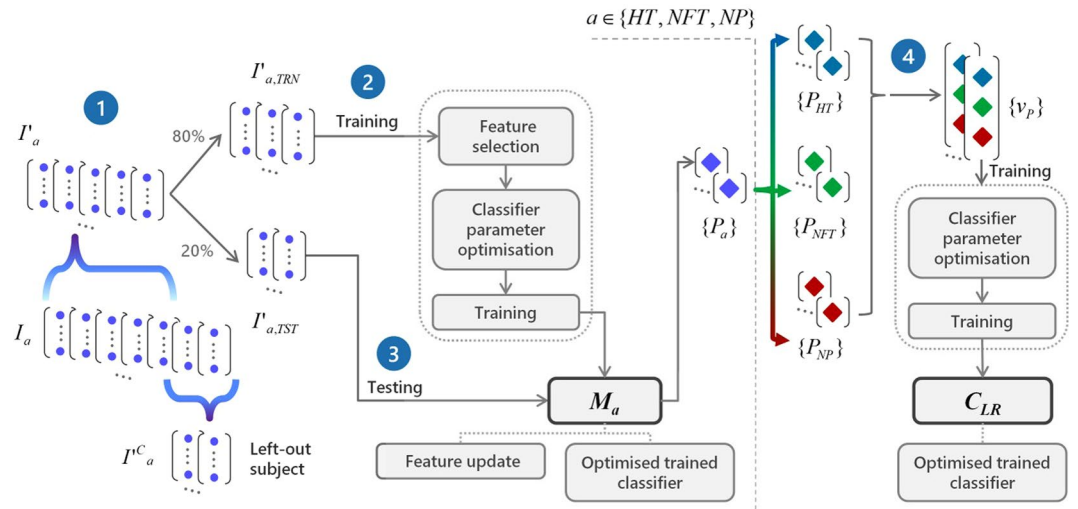 a ∈ {HT, NFT, NP}
1
2
3
4
I'a
80%
20%
I'a,TRN
I'a,TST
Ia
I'^C a
Left-out
subject
Training
Feature
selection
Classifier
parameter
optimisation
Training
Testing
Ma
Feature update
Optimised trained
classifier
{Pa}
{PHT}
{PNFT}
{PNP}
{vP}
Training
Classifier
parameter
optimisation
Training
CLR
Optimised trained
classifier